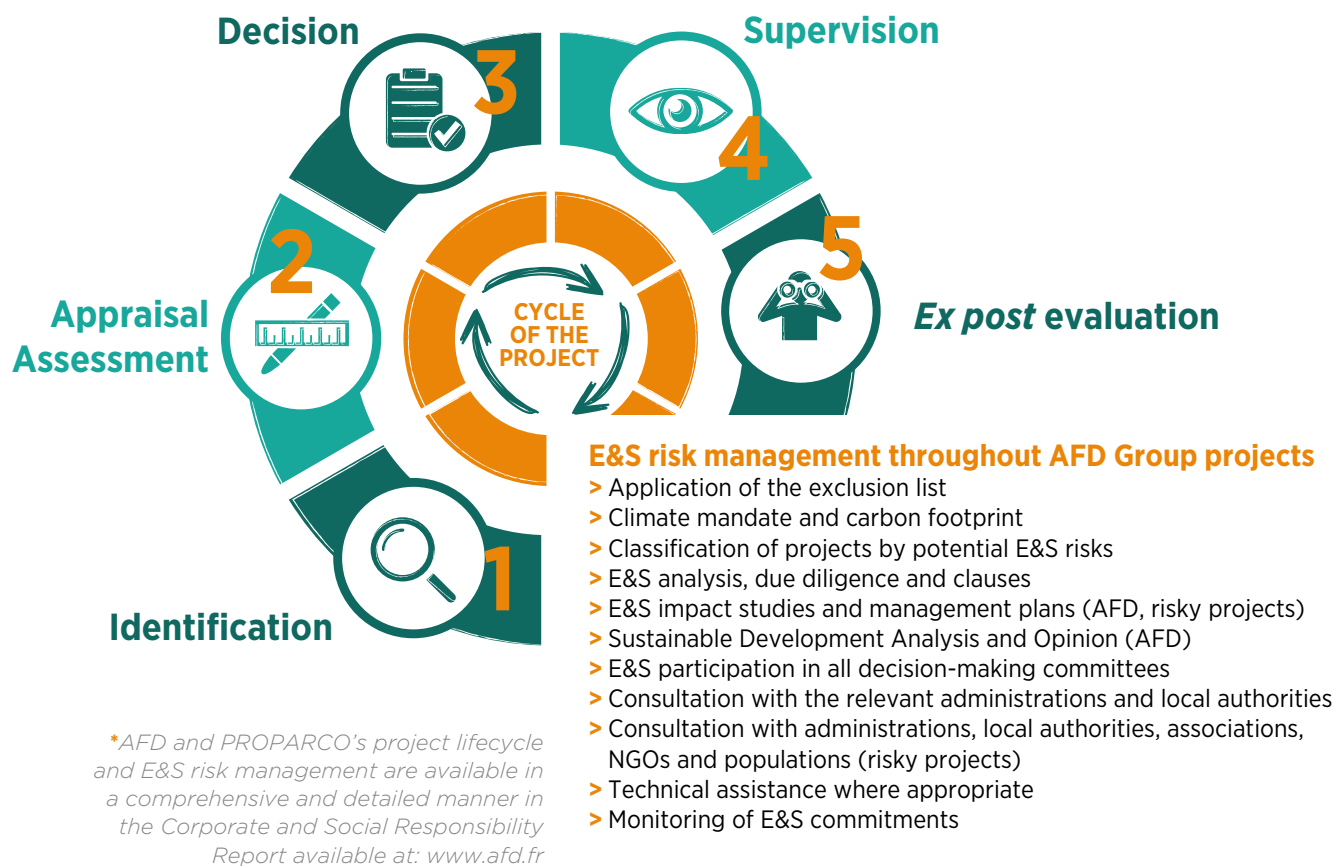 Decision
3
Supervision
4
5
2
Appraisal
Assessment
CYCLE
OF THE
PROJECT
Ex post evaluation
1
Identification
E&S risk management throughout AFD Group projects
> Application of the exclusion list
> Climate mandate and carbon footprint
> Classification of projects by potential E&S risks
> E&S analysis, due diligence and clauses
> E&S impact studies and management plans (AFD, risky projects)
> Sustainable Development Analysis and Opinion (AFD)
> E&S participation in all decision-making committees
> Consultation with the relevant administrations and local authorities
> Consultation with administrations, local authorities, associations,
NGOs and populations (risky projects)
> Technical assistance where appropriate
> Monitoring of E&S commitments
*AFD and PROPARCO’s project lifecycle
and E&S risk management are available in
a comprehensive and detailed manner in
the Corporate and Social Responsibility
Report available at: www.afd.fr